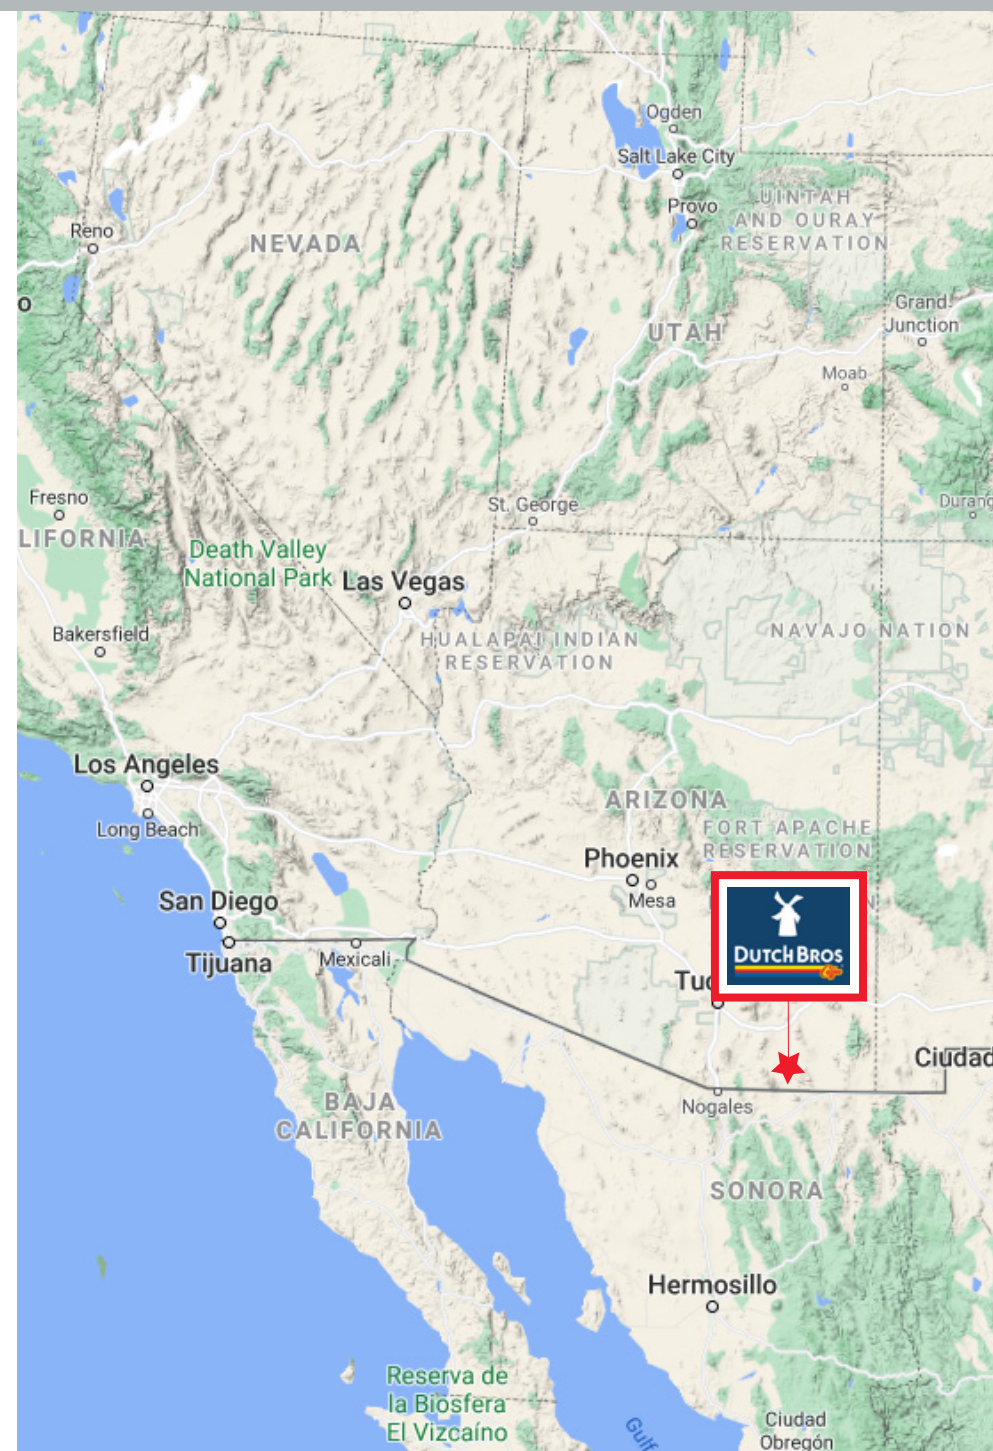 Ogden
Salt Lake City
Provo
UINTAH
AND OURAY
RESERVATION
Reno
NEVADA
o
Grand
Junction
UTAH
Moab
Fresno
St. George
LIFORNIA
Death Valley
National Park
Las Vegas
Bakersfield
HUALAPAI INDIAN
RESERVATION
NAVAJO NATION
Los Angeles
Long Beach
ARIZONA
FORT APACHE
RESERVATION
Phoenix
Mesa
San Diego
Tijuana
Mexicali
DUTCH BROS
Tuc
Ciudad
Nogales
BAJA
CALIFORNIA
SONORA
Hermosillo
Reserva de
la Biosfera
El Vizcaíno
Gulf
Ciudad
Obregón